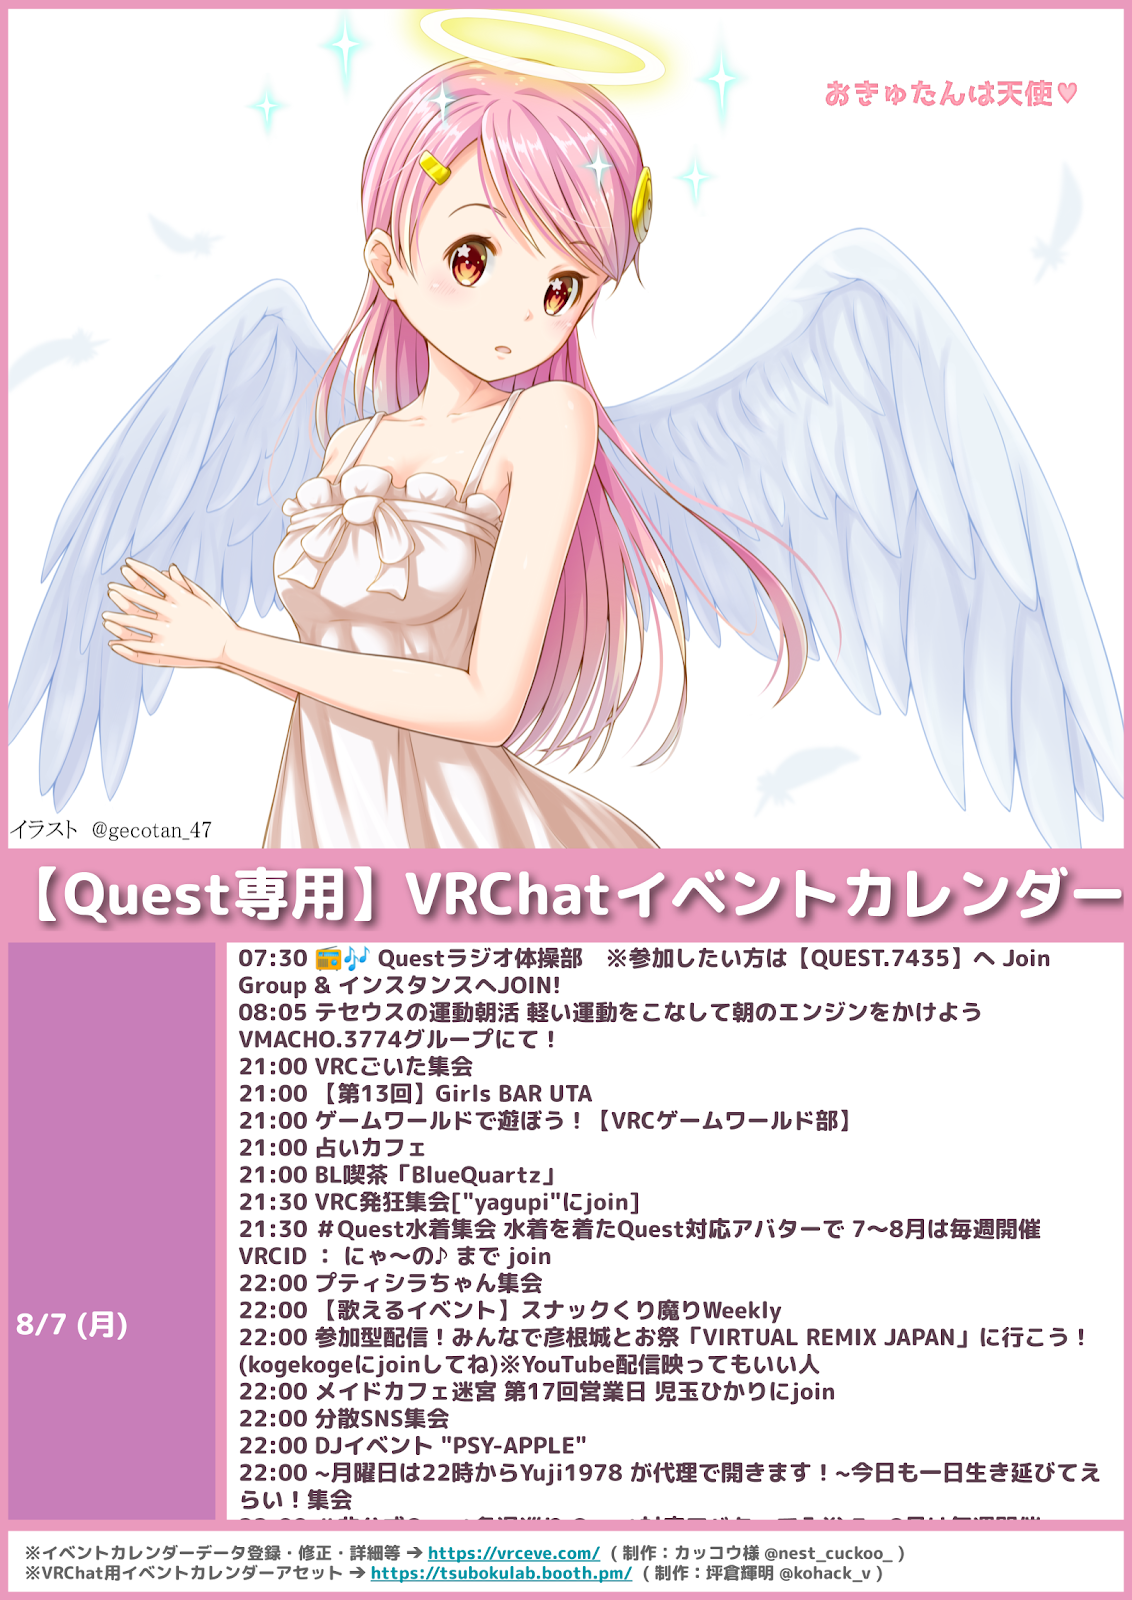 おきゅたんは天使♥
イラスト @gecotan_47
【Quest専用】VRChatイベントカレンダー
8/7 (月)
07:30 📻🎶 Questラジオ体操部　※参加したい方は【QUEST.7435】へ Join
Group & インスタンスへJOIN!
08:05 テセウスの運動朝活 軽い運動をこなして朝のエンジンをかけよう
VMACHO.3774グループにて！
21:00 VRCごいた集会
21:00 【第13回】Girls BAR UTA
21:00 ゲームワールドで遊ぼう！【VRCゲームワールド部】
21:00 占いカフェ
21:00 BL喫茶「BlueQuartz」
21:30 VRC発狂集会["yagupi"にjoin]
21:30 ＃Quest水着集会 水着を着たQuest対応アバターで 7～8月は毎週開催
VRCID ： にゃ～の♪ まで join
22:00 プティシラちゃん集会
22:00 【歌えるイベント】スナックくり魔りWeekly
22:00 参加型配信！みんなで彦根城とお祭「VIRTUAL REMIX JAPAN」に行こう！
(kogekogeにjoinしてね)※YouTube配信映ってもいい人
22:00 メイドカフェ迷宮 第17回営業日 児玉ひかりにjoin
22:00 分散SNS集会
22:00 DJイベント "PSY-APPLE"
22:00 ~月曜日は22時からYuji1978 が代理で開きます！~今日も一日生き延びてえ
らい！集会
※イベントカレンダーデータ登録・修正・詳細等 ➔ https://vrceve.com/ ( 制作：カッコウ様 @nest_cuckoo_ )
※VRChat用イベントカレンダーアセット ➔ https://tsubokulab.booth.pm/ ( 制作：坪倉輝明 @kohack_v )